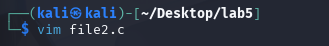 ┌──(kali㉿kali)-[~/Desktop/lab5]
└─$ vim file2.c